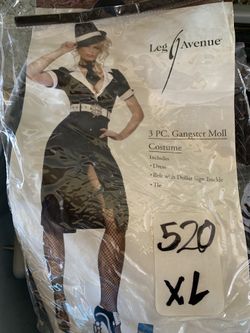 Leg Avenue
3 PC. Gangster Moll
Costume
Includes:
• Dress
• Belt with Dollar Sign Buckle
• Tie
520
XL